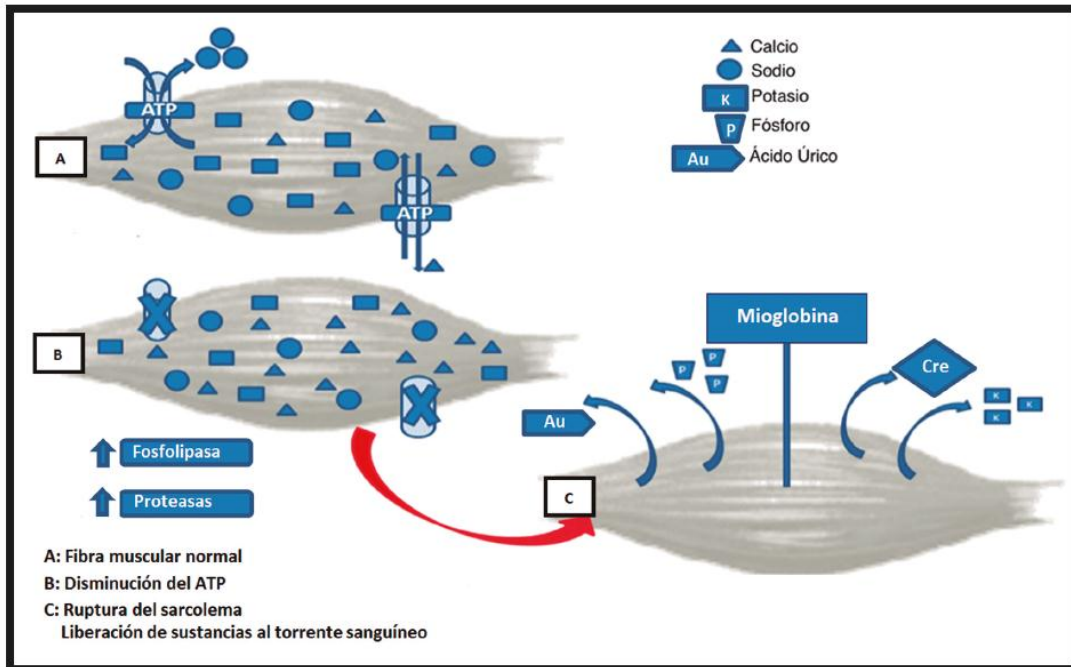 Calcio
Sodio
K Potasio
P Fósforo
Au Ácido Úrico
ATP
A
ATP
B
Fosfolipasa
Proteasas
Mioglobina
P
P
P
Cre
K
K
K
Au
C
A: Fibra muscular normal
B: Disminución del ATP
C: Ruptura del sarcolema
Liberación de sustancias al torrente sanguíneo